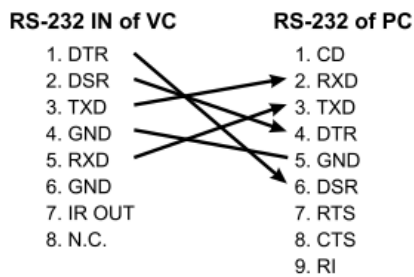 RS-232 IN of VC
1. DTR
2. DSR
3. TXD
4. GND
5. RXD
6. GND
7. IR OUT
8. N.C.
RS-232 of PC
1. CD
2. RXD
3. TXD
4. DTR
5. GND
6. DSR
7. RTS
8. CTS
9. RI